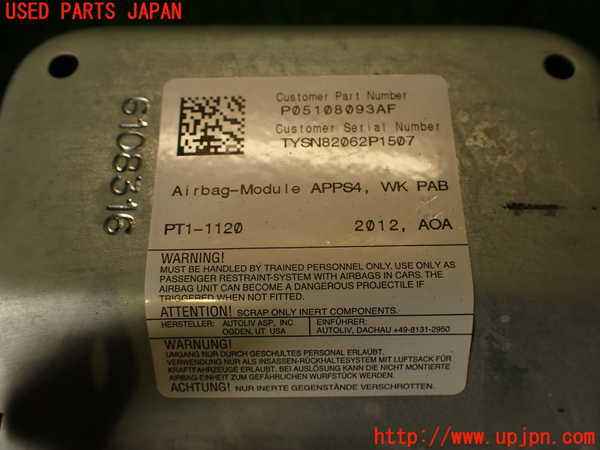 USED PARTS JAPAN
Customer Part Number
P05108093AF
Customer Serial Number
TYSN82062P1507
6108316
Airbag-Module APPS4, WK PAB
PT1-1120 2012, AOA
WARNING!
MUST BE HANDLED BY TRAINED PERSONNEL ONLY. USE ONLY AS
PASSENGER RESTRAINT-SYSTEM WITH AIRBAGS IN CARS. THE
AIRBAG UNIT CAN BECOME A DANGEROUS PROJECTILE IF
TRIGGERED WHEN NOT FITTED.
ATTENTION! SCRAP ONLY INERT COMPONENTS.
HERSTELLER: AUTOLIV ASP, INC. EINFÜHRER:
OGDEN, UT USA AUTOLIV, DACHAU +49-8131-2950
WARNUNG!
UMGANG NUR DURCH GESCHULTES PERSONAL ERLAUBT.
VERWENDUNG NUR ALS INSASSEN-RÜCKHALTESYSTEM MIT LUFTSACK FÜR
KRAFTFAHRZEUGE ERLAUBT. BEI AUSLÖSUNG KANN DIE NICHT MONTIERTE
AIRBAG-EINHEIT ZUM GEFÄHRLICHEN WURFGESCHOSS WERDEN.
ACHTUNG! NUR INERTE GEGENSTÄNDE VERSCHROTTEN.
http://www.upjpn.com/